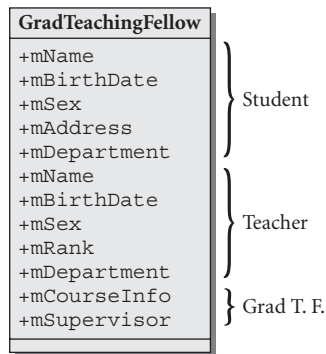 GradTeachingFellow
+mName
+mBirthDate
+mSex
+mAddress
+mDepartment
Student
+mName
+mBirthDate
+mSex
+mRank
+mDepartment
Teacher
+mCourseInfo
+mSupervisor
Grad T. F.